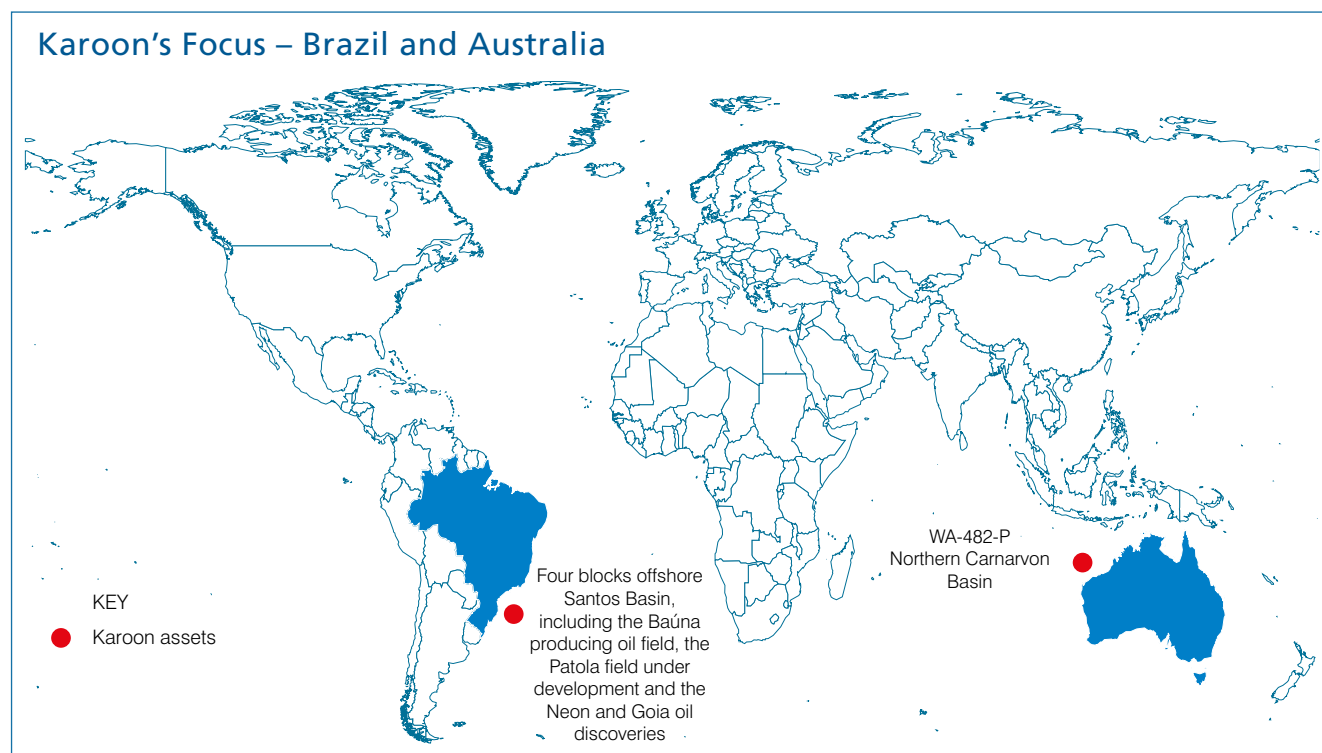 Karoon's Focus – Brazil and Australia
WA-482-P
Northern Carnarvon
Basin
Four blocks offshore
Santos Basin,
including the Baúna
producing oil field, the
Patola field under
development and the
Neon and Goia oil
discoveries
KEY
Karoon assets